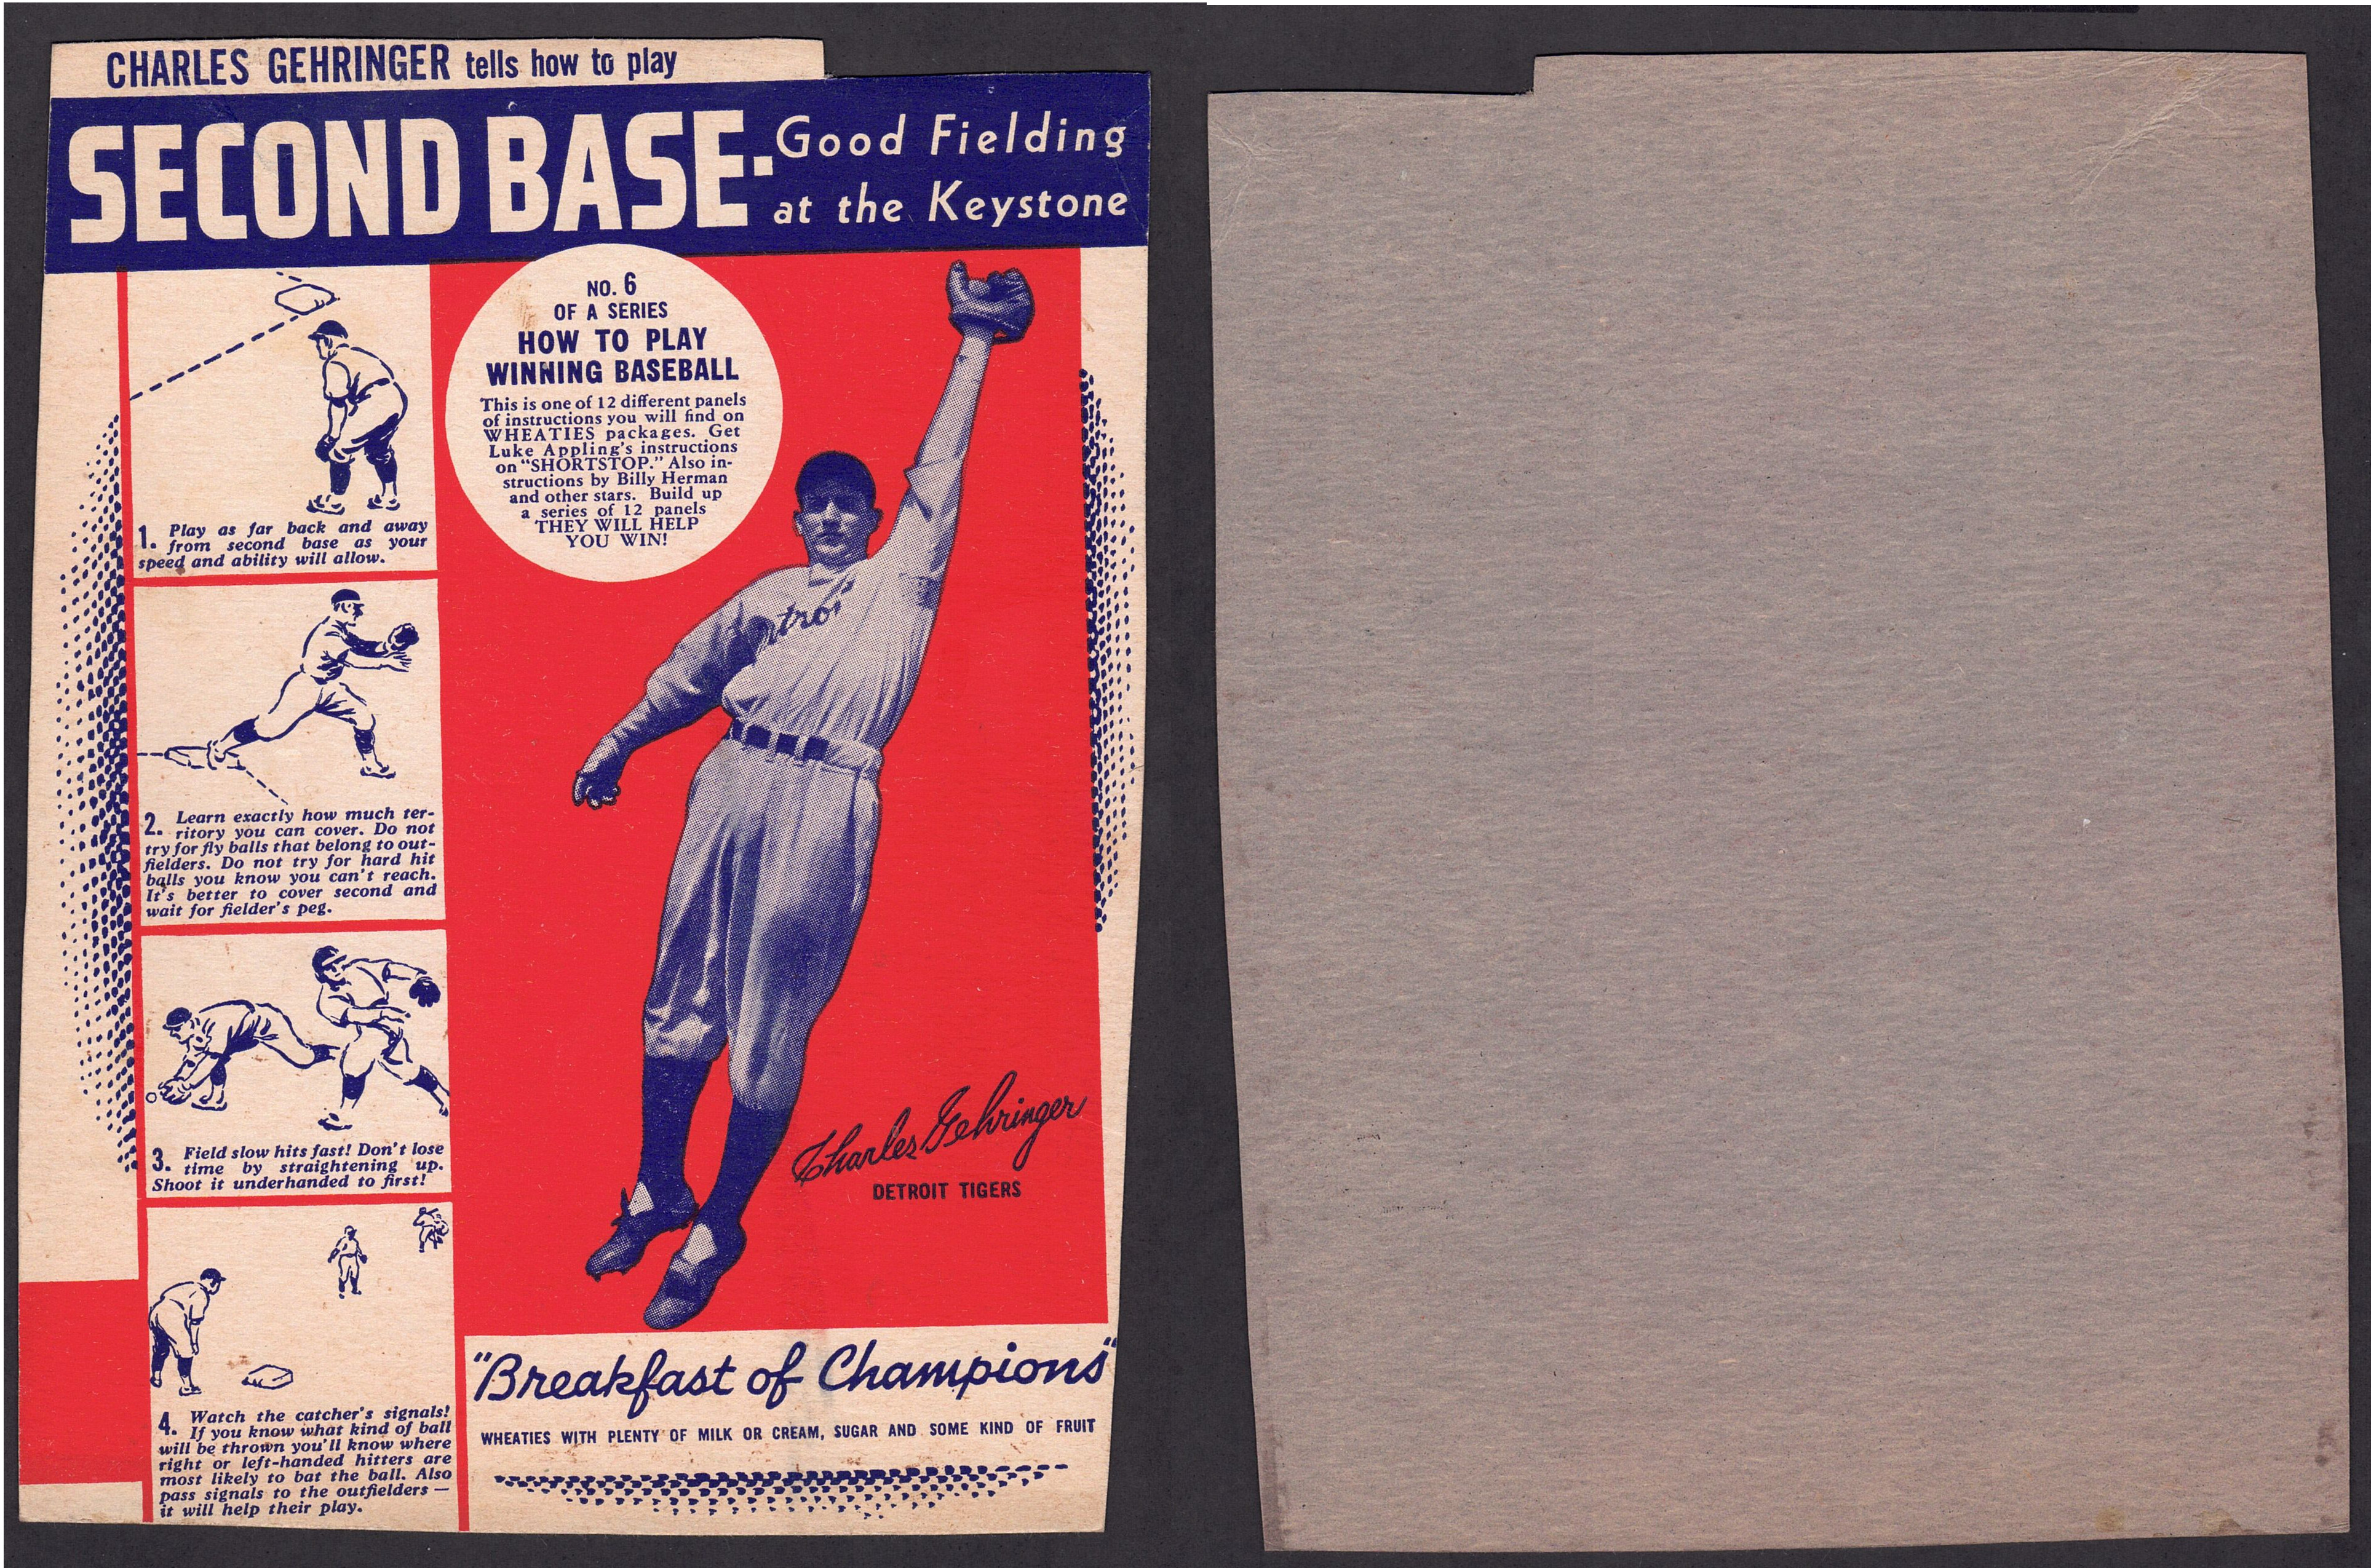 CHARLES GEHRINGER tells how to play
SECOND BASE-
Good Fielding
at the Keystone
NO. 6
OF A SERIES
HOW TO PLAY
WINNING BASEBALL
This is one of 12 different panels
of instructions you will find on
WHEATIES packages. Get
Luke Appling's instructions
on "SHORTSTOP." Also in-
structions by Billy Herman
and other stars. Build up
a series of 12 panels
THEY WILL HELP
YOU WIN!
1. Play as far back and away
from second base as your
speed and ability will allow.
2. Learn exactly how much ter-
ritory you can cover. Do not
try for fly balls that belong to out-
fielders. Do not try for hard hit
balls you know you can't reach.
It's better to cover second and
wait for fielder's peg.
3. Field slow hits fast! Don't lose
time by straightening up.
Shoot it underhanded to first!
4. Watch the catcher's signals!
If you know what kind of ball
will be thrown you'll know where
right or left-handed hitters are
most likely to bat the ball. Also
pass signals to the outfielders —
it will help their play.
Charles Gehringer
DETROIT TIGERS
"Breakfast of Champions"
WHEATIES WITH PLENTY OF MILK OR CREAM, SUGAR AND SOME KIND OF FRUIT